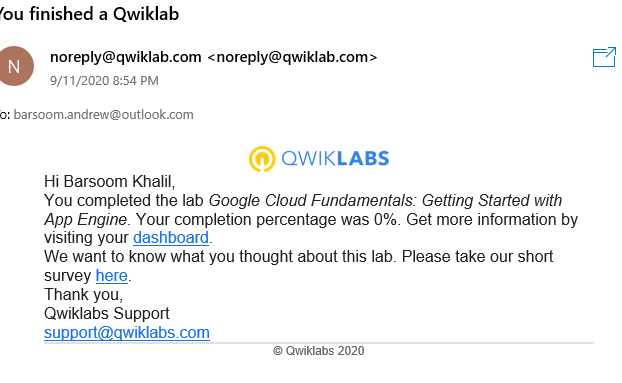 You finished a Qwiklab
N
noreply@qwiklab.com <noreply@qwiklab.com>
9/11/2020 8:54 PM
o: barsoom.andrew@outlook.com
QWIKLABS
Hi Barsoom Khalil,
You completed the lab Google Cloud Fundamentals: Getting Started with
App Engine. Your completion percentage was 0%. Get more information by
visiting your dashboard.
We want to know what you thought about this lab. Please take our short
survey here.
Thank you,
Qwiklabs Support
support@qwiklabs.com
© Qwiklabs 2020